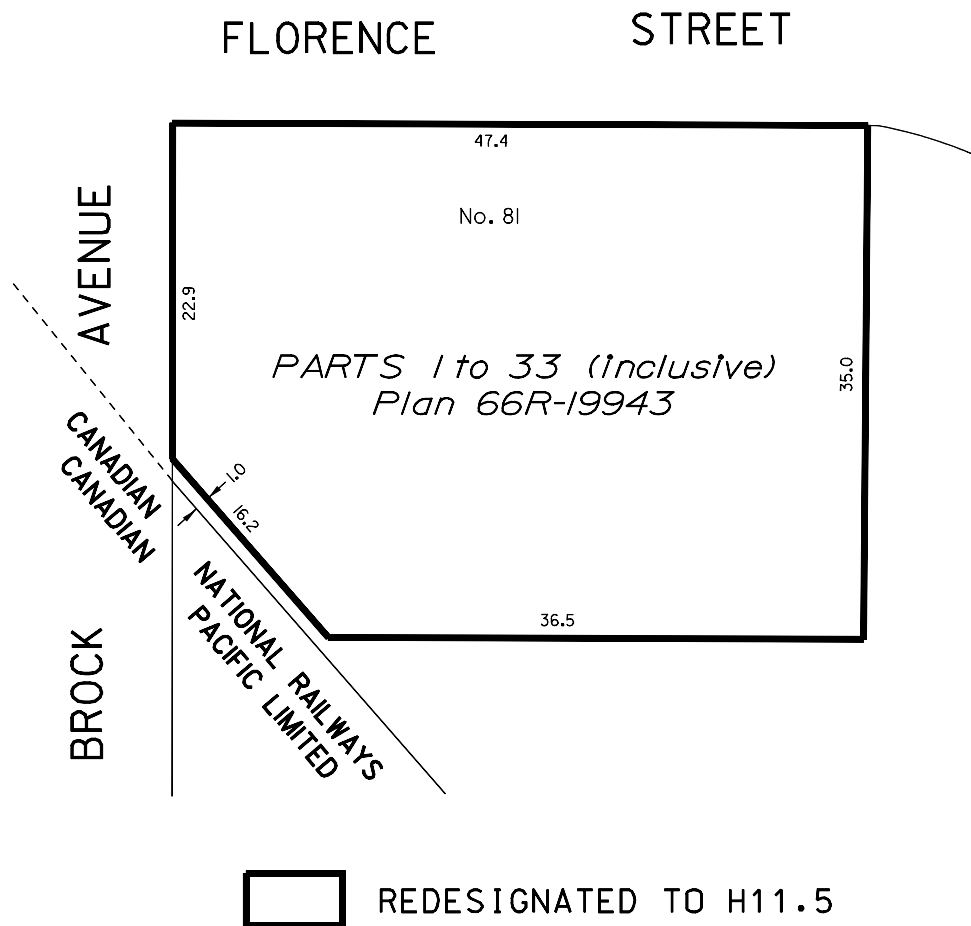 FLORENCE STREET
47.4
No. 81
AVENUE
22.9
PARTS 1 to 33 (inclusive)
Plan 66R-19943
35.0
CANADIAN
CANADIAN
1.0
16.2
NATIONAL RAILWAYS
PACIFIC LIMITED
36.5
BROCK
REDESIGNATED TO H11.5